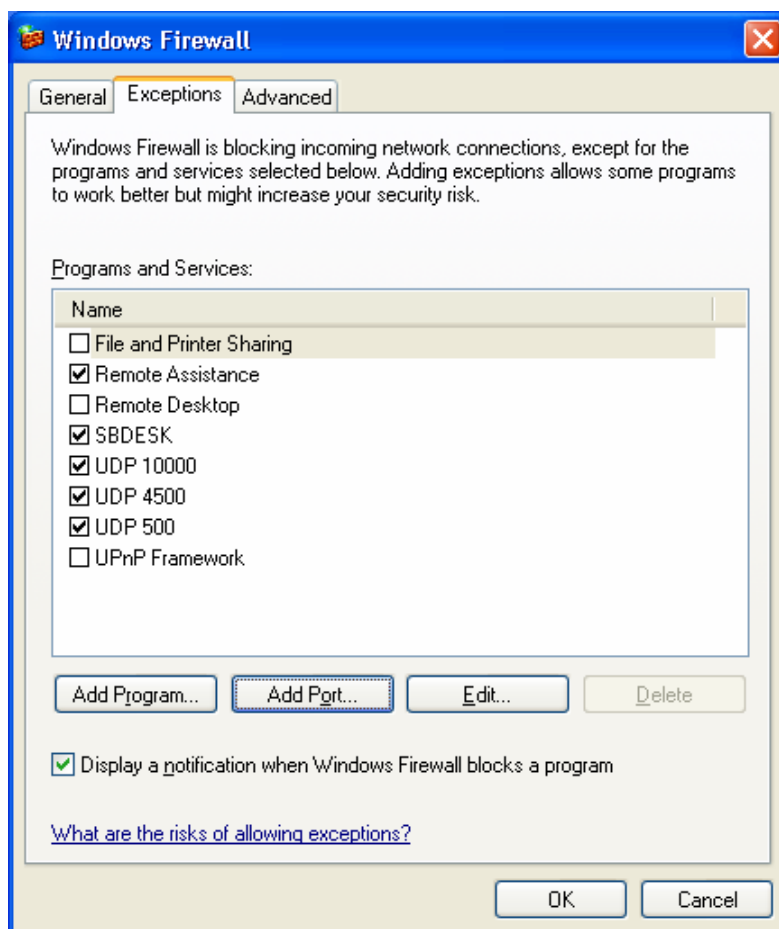 Windows Firewall
General Exceptions Advanced
Windows Firewall is blocking incoming network connections, except for the
programs and services selected below. Adding exceptions allows some programs
to work better but might increase your security risk.
Programs and Services:
Name
File and Printer Sharing
Remote Assistance
Remote Desktop
SBDESK
UDP 10000
UDP 4500
UDP 500
UPnP Framework
Add Program... Add Port... Edit... Delete
Display a notification when Windows Firewall blocks a program
What are the risks of allowing exceptions?
OK Cancel